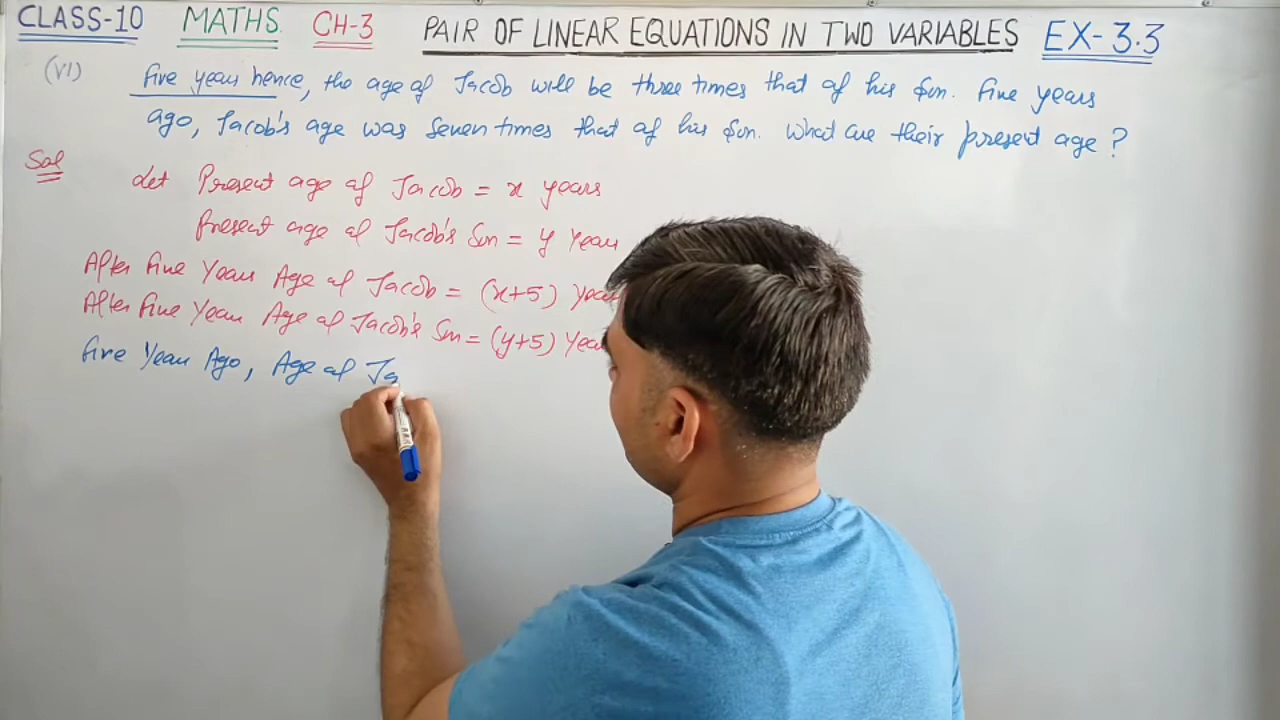 CLASS-10 MATHS CH-3 PAIR OF LINEAR EQUATIONS IN TWO VARIABLES EX-3.3
(VI) Five years hence, the age of Jacob will be three times that of his son. Five years
ago, Jacob's age was seven times that of his son. What are their present age?
Sol Let Present age of Jacob = x years
Present age of Jacob's Son = y Year
After five Years Age of Jacob = (x+5) Years
After five Year Age of Jacob's Son = (y+5) Yea
five Year Ago, Age of Ja